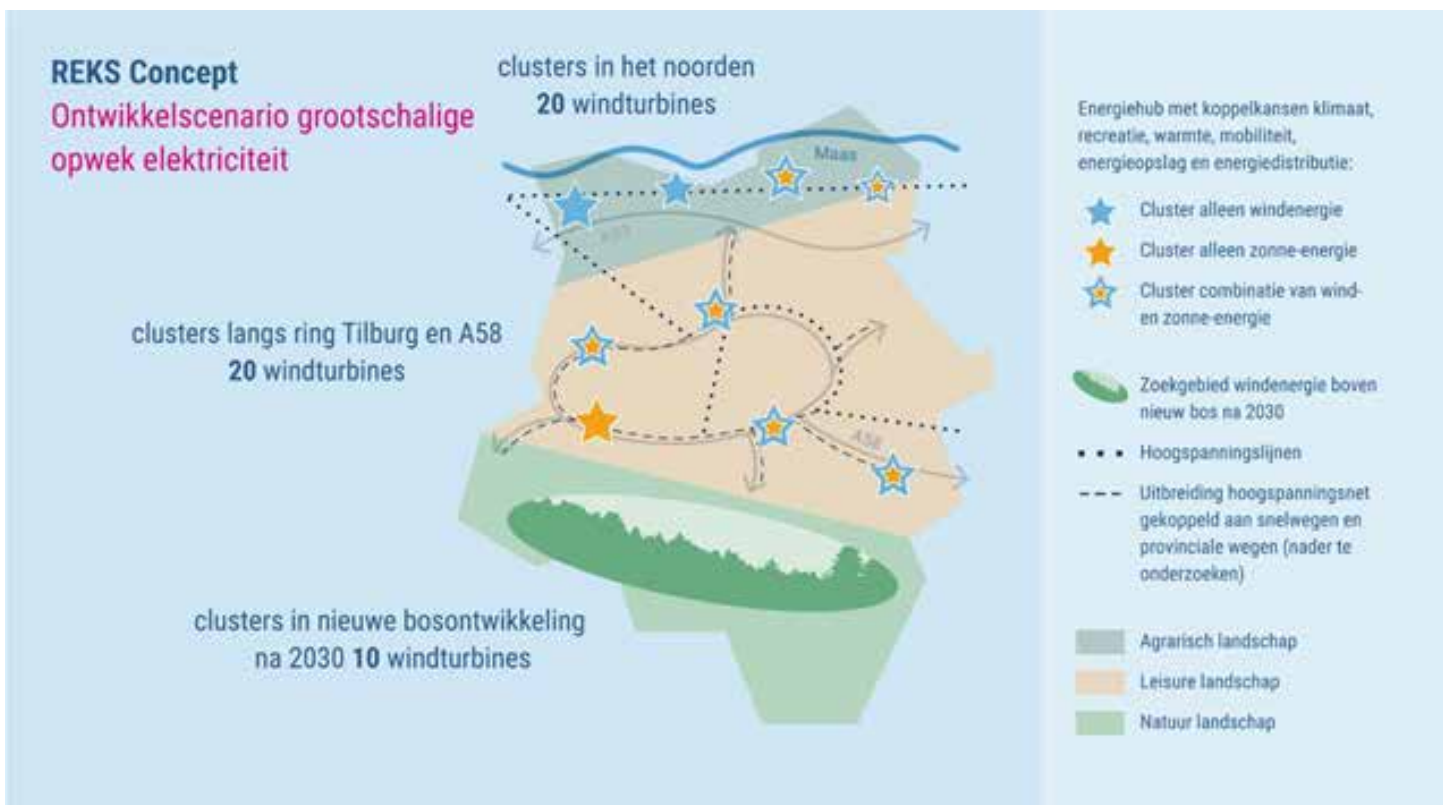 REKS Concept
Ontwikkelscenario grootschalige
opwek elektriciteit
clusters in het noorden
20 windturbines
Maas
clusters langs ring Tilburg en A58
20 windturbines
A58
clusters in nieuwe bosontwikkeling
na 2030 10 windturbines
Energiehub met koppelkansen klimaat,
recreatie, warmte, mobiliteit,
energieopslag en energiedistributie:
Cluster alleen windenergie
Cluster alleen zonne-energie
Cluster combinatie van wind-
en zonne-energie
Zoekgebied windenergie boven
nieuw bos na 2030
Hoogspanningslijnen
Uitbreiding hoogspanningsnet
gekoppeld aan snelwegen en
provinciale wegen (nader te
onderzoeken)
Agrarisch landschap
Leisure landschap
Natuur landschap